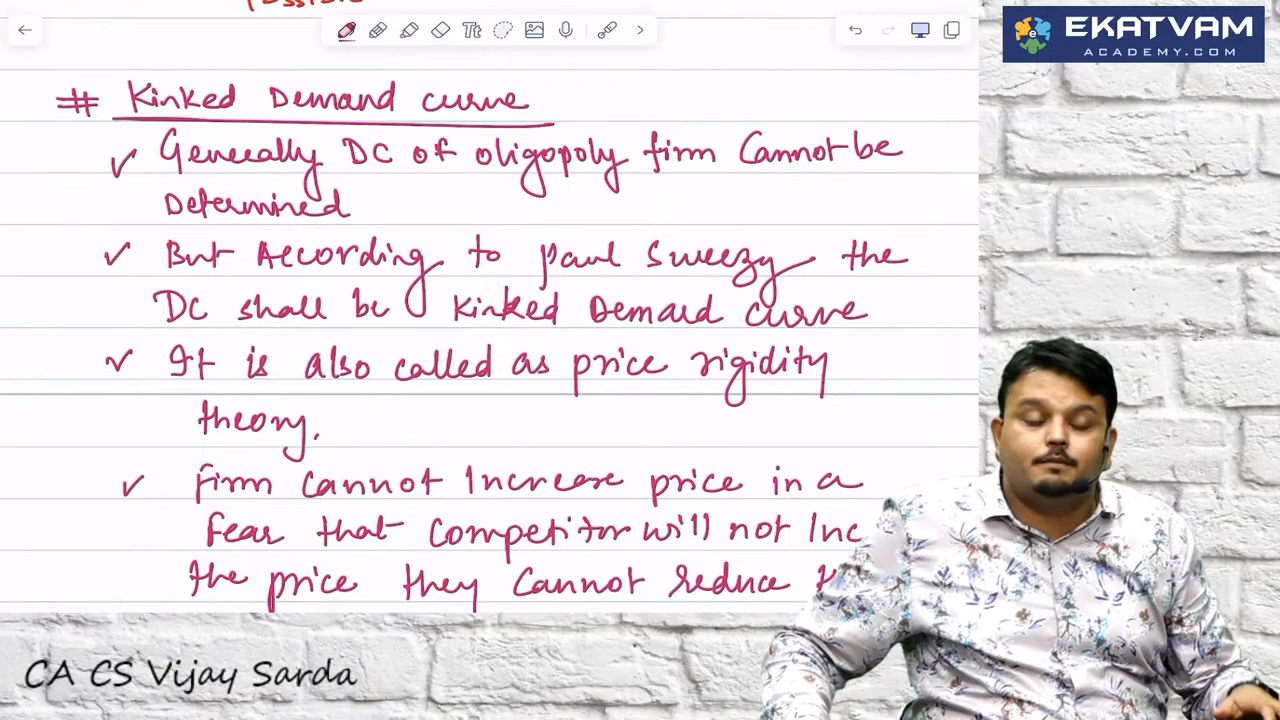 possible
EKATVAM
ACADEMY.COM
# Kinked Demand curve
✓ Generally DC of oligopoly firm Cannot be
Determined
✓ But According to paul Sweezy the
DC shall be Kinked Demand curve
✓ It is also called as price rigidity
theory.
✓ Firm cannot Increase price in a
Fear that competitor will not Inc
the price they cannot reduce
CA CS Vijay Sarda